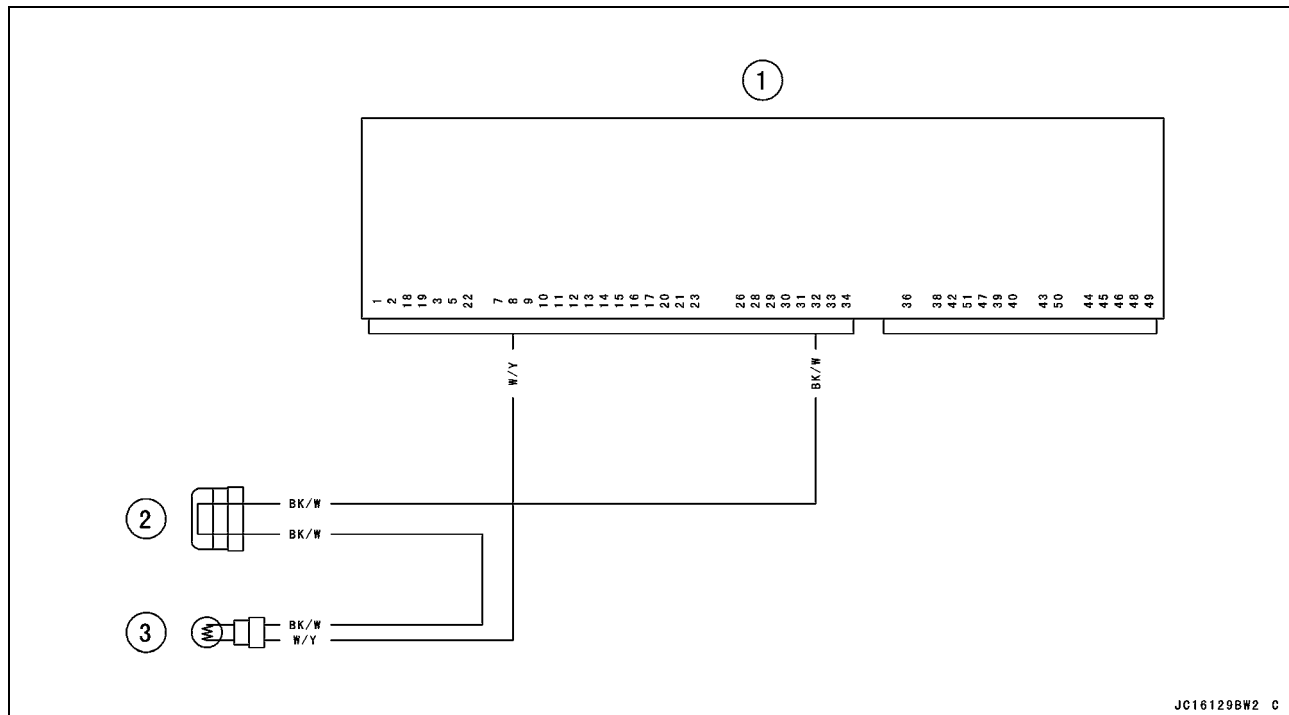 1
1 2 18 19 3 5 22 7 8 9 10 11 12 13 14 15 16 17 20 21 23 26 28 29 30 31 32 33 34 36 38 42 51 47 39 40 43 50 44 45 46 48 49
W/Y BK/W
2 BK/W
BK/W
3 BK/W
W/Y
JC16129BW2 C